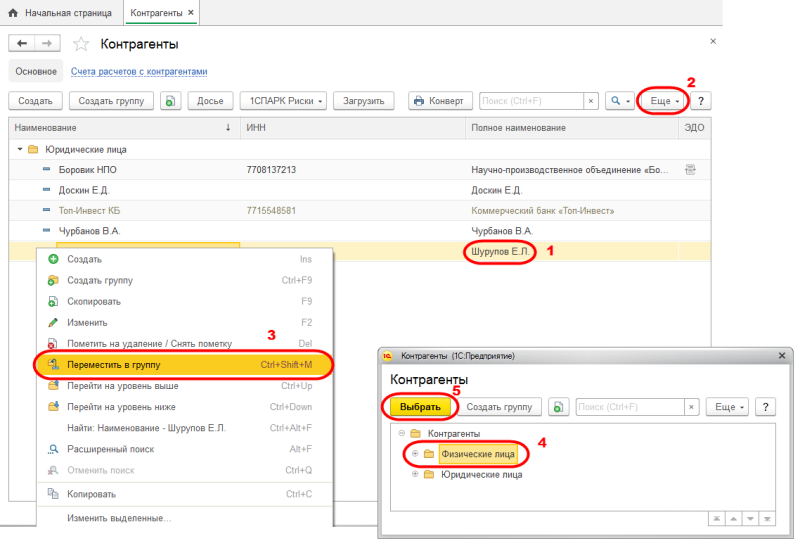 Начальная страница Контрагенты ×
Контрагенты ×
Основное Счета расчетов с контрагентами
2
Создать Создать группу Досье 1СПАРК Риски Загрузить Конверт Поиск (Ctrl+F) × Еще ?
Наименование ↓ ИНН Полное наименование ЭДО
Юридические лица
Боровик НПО 7708137213 Научно-производственное объединение «Бо...
Доскин Е.Д. Доскин Е.Д.
Топ-Инвест КБ 7715548581 Коммерческий банк «Топ-Инвест»
Чурбанов В.А. Чурбанов В.А.
Шурупов Е.Л. 1
Создать Ins
Создать группу Ctrl+F9
Скопировать F9
Изменить F2
Пометить на удаление / Снять пометку Del
3
Переместить в группу Ctrl+Shift+M
Перейти на уровень выше Ctrl+Up
Перейти на уровень ниже Ctrl+Down
Найти: Наименование - Шурупов Е.Л. Ctrl+Alt+F
Расширенный поиск Alt+F
Отменить поиск Ctrl+Q
Копировать Ctrl+C
Изменить выделенные...
1С Контрагенты (1С:Предприятие) ×
Контрагенты
5
Выбрать Создать группу Поиск (Ctrl+F) × Еще ?
Контрагенты
Физические лица 4
Юридические лица